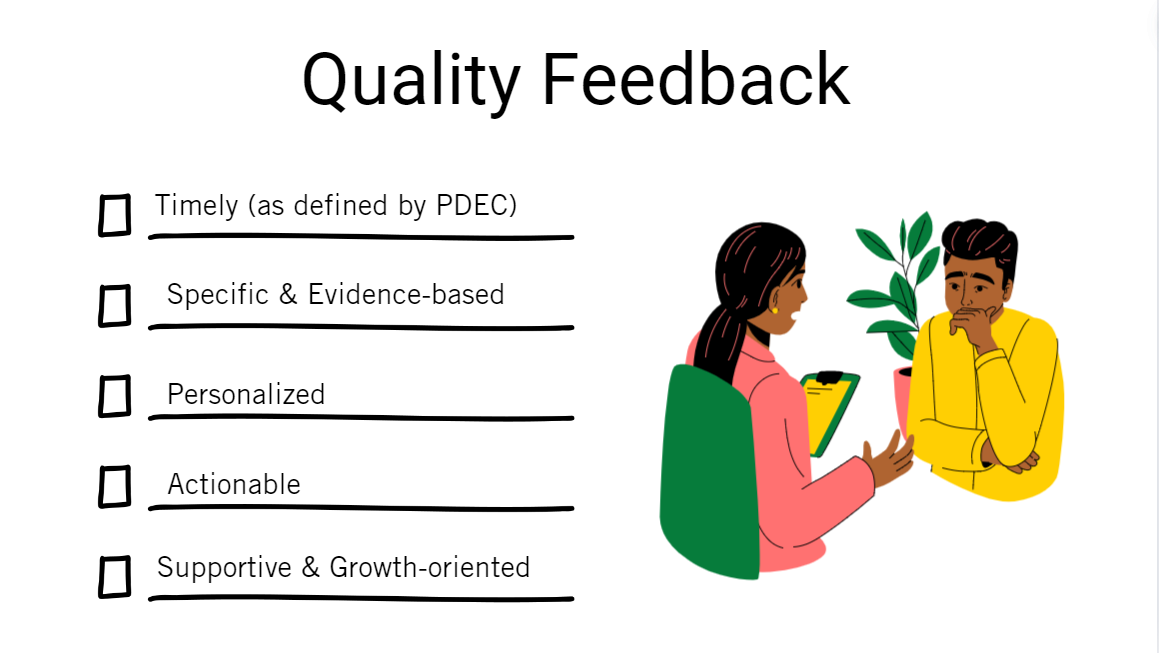 Quality Feedback
Timely (as defined by PDEC)
Specific & Evidence-based
Personalized
Actionable
Supportive & Growth-oriented